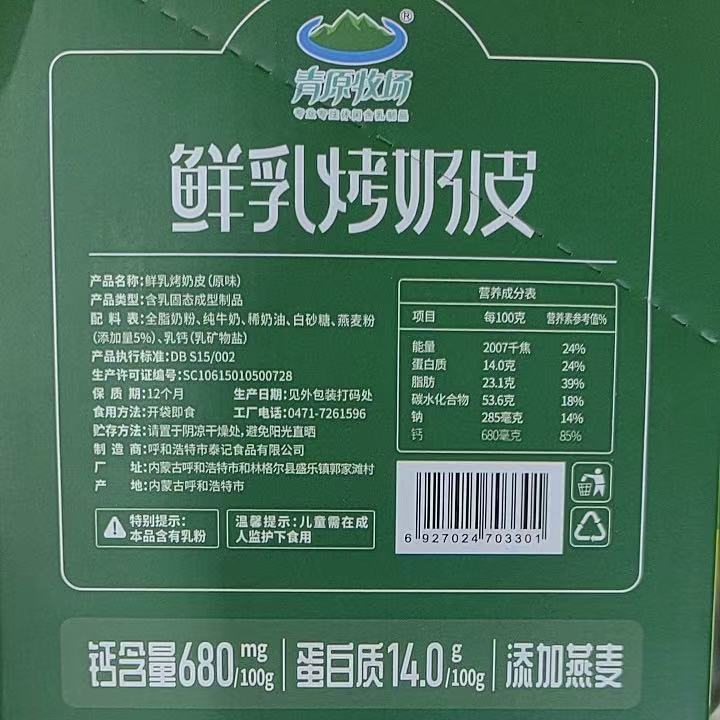 ®
青原牧场
专业专注休闲含乳制品
鲜乳烤奶皮
产品名称:鲜乳烤奶皮(原味)
产品类型:含乳固态成型制品
配 料 表:全脂奶粉、纯牛奶、稀奶油、白砂糖、燕麦粉
(添加量5%)、乳钙(乳矿物盐)
产品执行标准:DB S15/002
生产许可证编号:SC10615010500728
保 质 期:12个月 生产日期:见外包装打码处
食用方法:开袋即食 工厂电话:0471-7261596
贮存方法:请置于阴凉干燥处,避免阳光直晒
制 造 商:呼和浩特市泰记食品有限公司
厂 址:内蒙古呼和浩特市和林格尔县盛乐镇郭家滩村
产 地:内蒙古呼和浩特市
特别提示:
本品含有乳粉
温馨提示:儿童需在成
人监护下食用
营养成分表
项目 每100克 营养素参考值%
能量 2007千焦 24%
蛋白质 14.0克 24%
脂肪 23.1克 39%
碳水化合物 53.6克 18%
钠 285毫克 14%
钙 680毫克 85%
6 927024 703301
钙含量680mg/100g 蛋白质14.0g/100g 添加燕麦